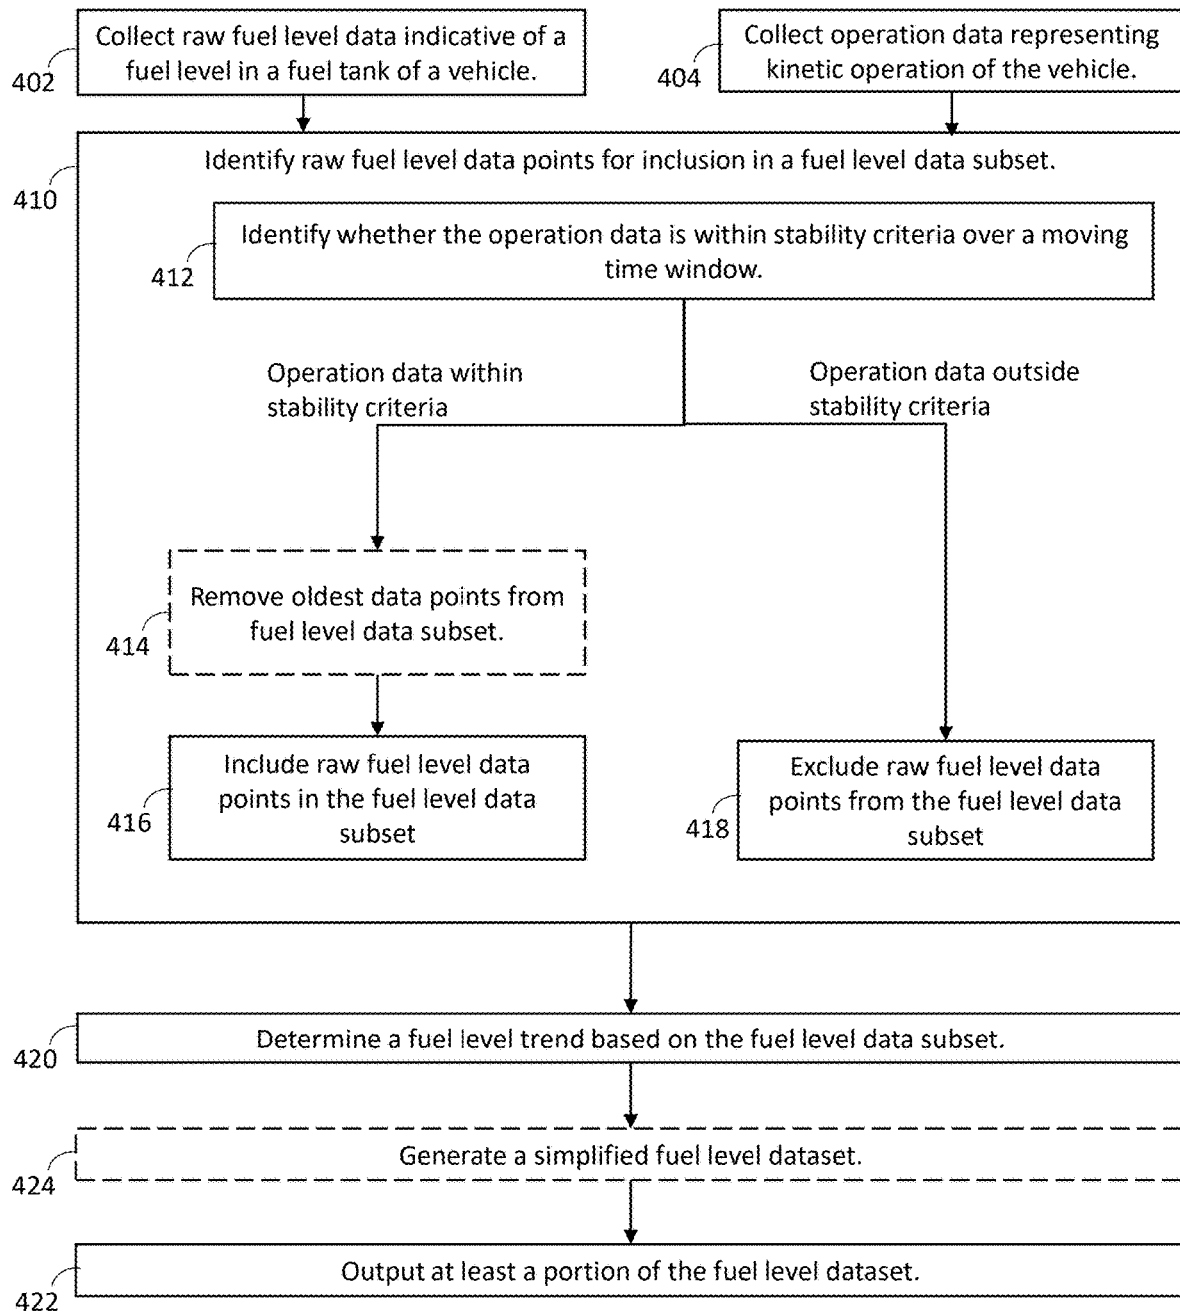 Collect raw fuel level data indicative of a
fuel level in a fuel tank of a vehicle.
402
Collect operation data representing
kinetic operation of the vehicle.
404
Identify raw fuel level data points for inclusion in a fuel level data subset.
410
Identify whether the operation data is within stability criteria over a moving
time window.
412
Operation data within
stability criteria
Operation data outside
stability criteria
Remove oldest data points from
fuel level data subset.
414
Include raw fuel level data
points in the fuel level data
subset
416
Exclude raw fuel level data
points from the fuel level data
subset
418
Determine a fuel level trend based on the fuel level data subset.
420
Generate a simplified fuel level dataset.
424
Output at least a portion of the fuel level dataset.
422